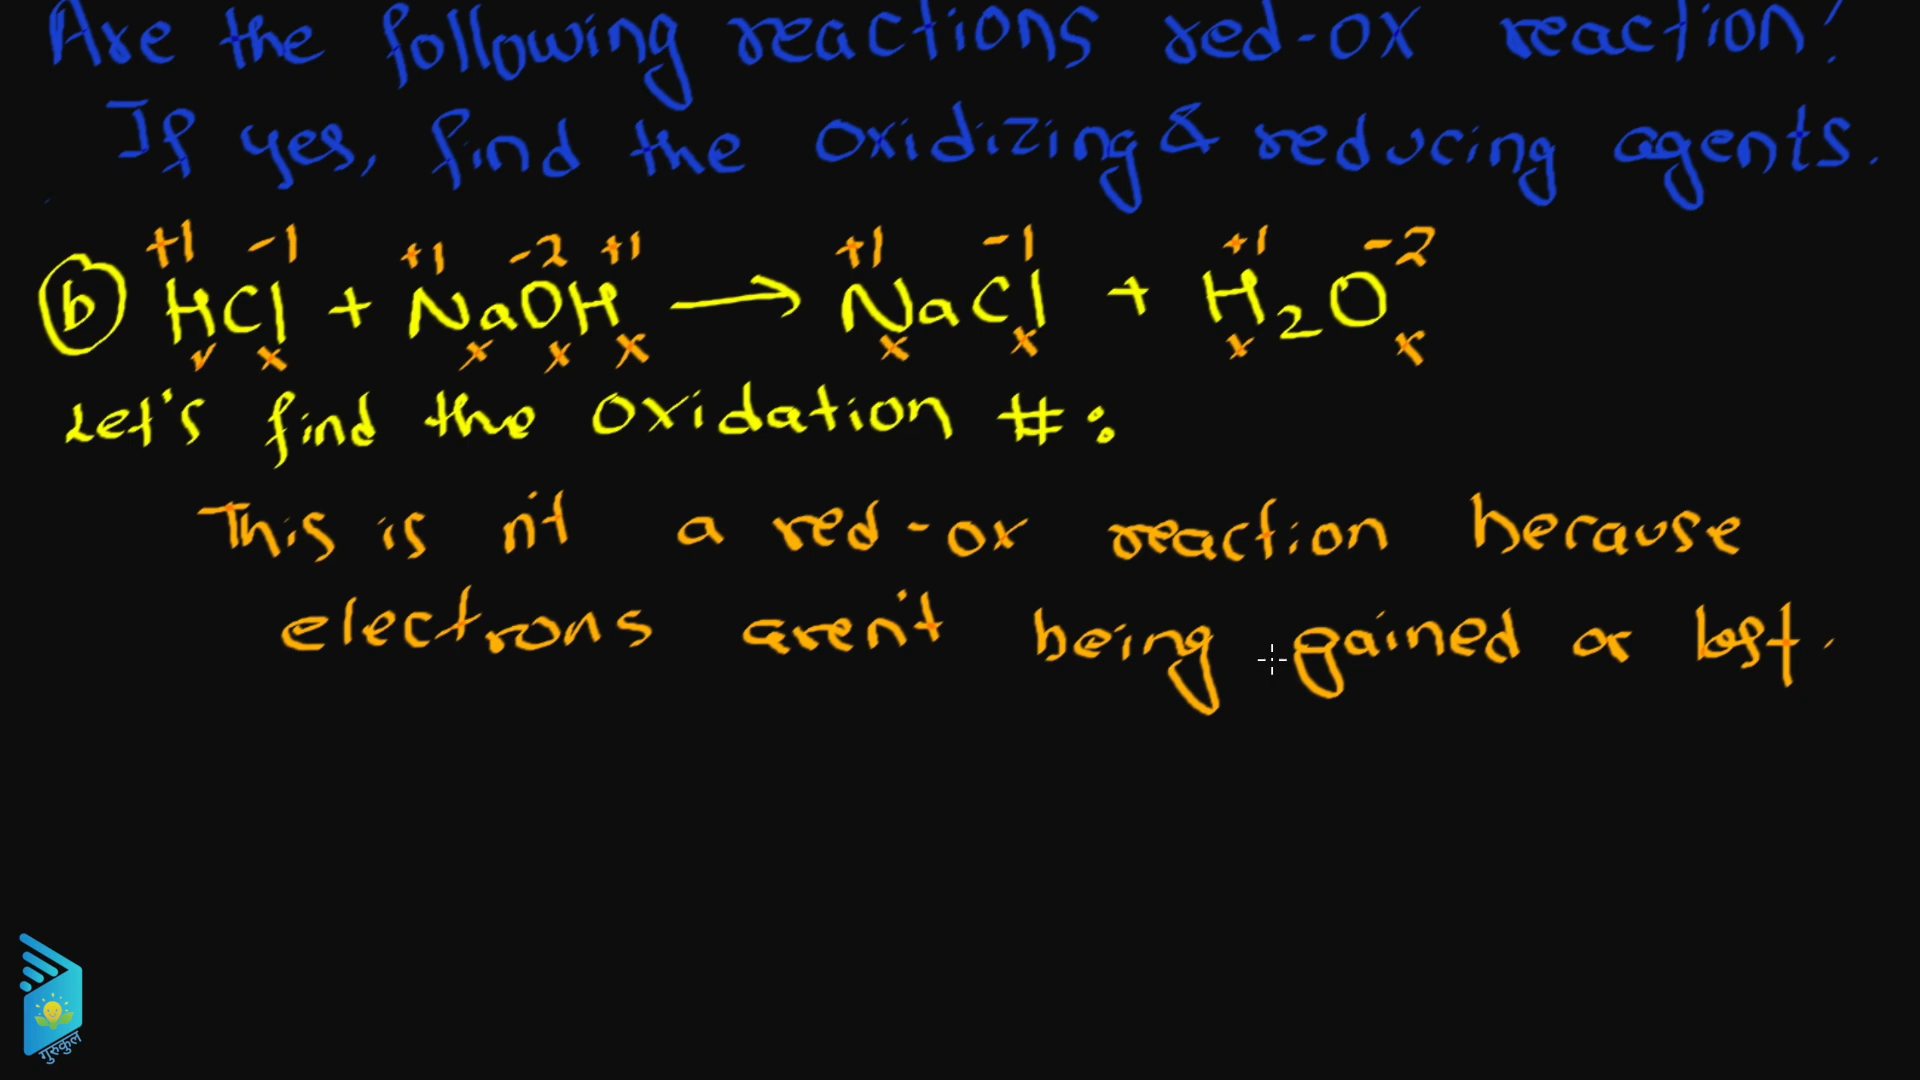 Are the following reactions red-ox reaction?
If yes, find the oxidizing & reducing agents.
+1 -1 +1 -2 +1 +1 -1 +1 -2
(b) HCl + NaOH → NaCl + H₂O
x x x x x x x x
Let's find the oxidation #:
This is n't a red-ox reaction because
electrons aren't being gained or lost.
गुरुकुल